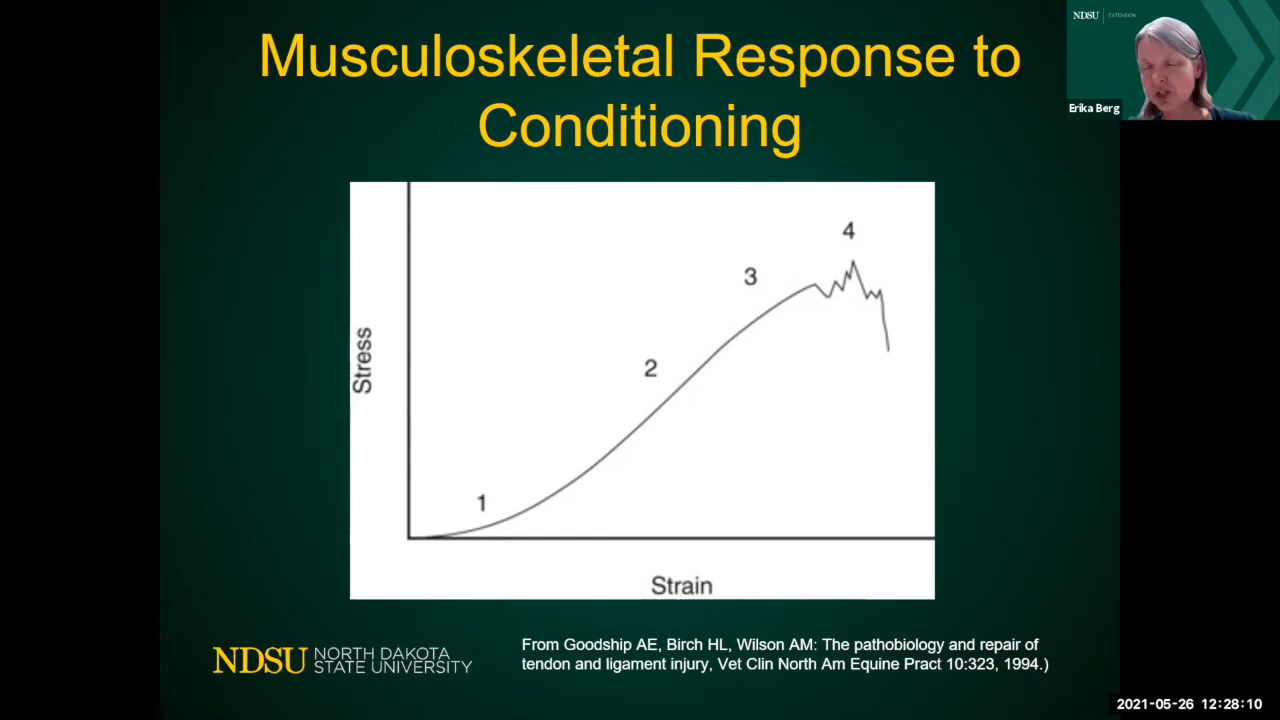 Musculoskeletal Response to
Conditioning
NDSU EXTENSION
Erika Berg
4
3
2
1
Stress
Strain
NDSU NORTH DAKOTA
STATE UNIVERSITY
From Goodship AE, Birch HL, Wilson AM: The pathobiology and repair of
tendon and ligament injury, Vet Clin North Am Equine Pract 10:323, 1994.)
2021-05-26 12:28:10